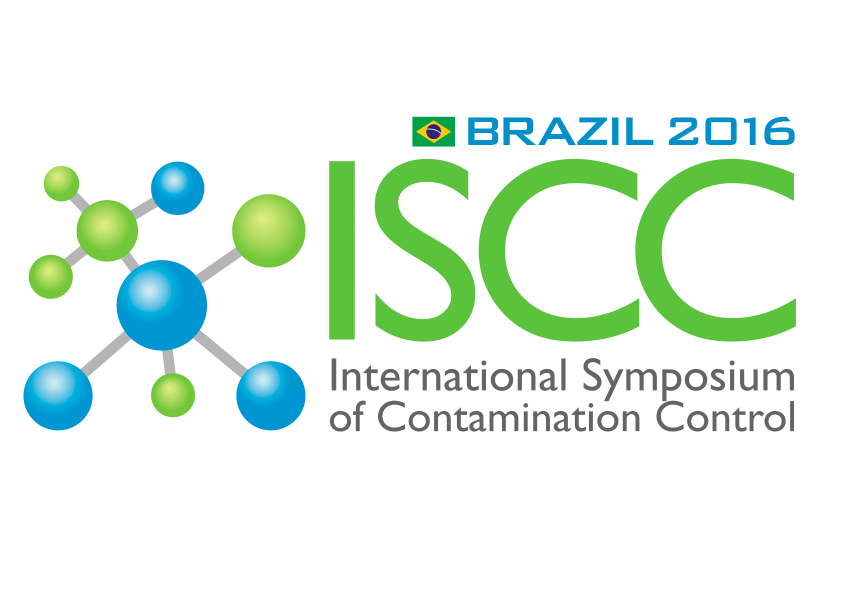 BRAZIL 2016
ISCC
International Symposium
of Contamination Control